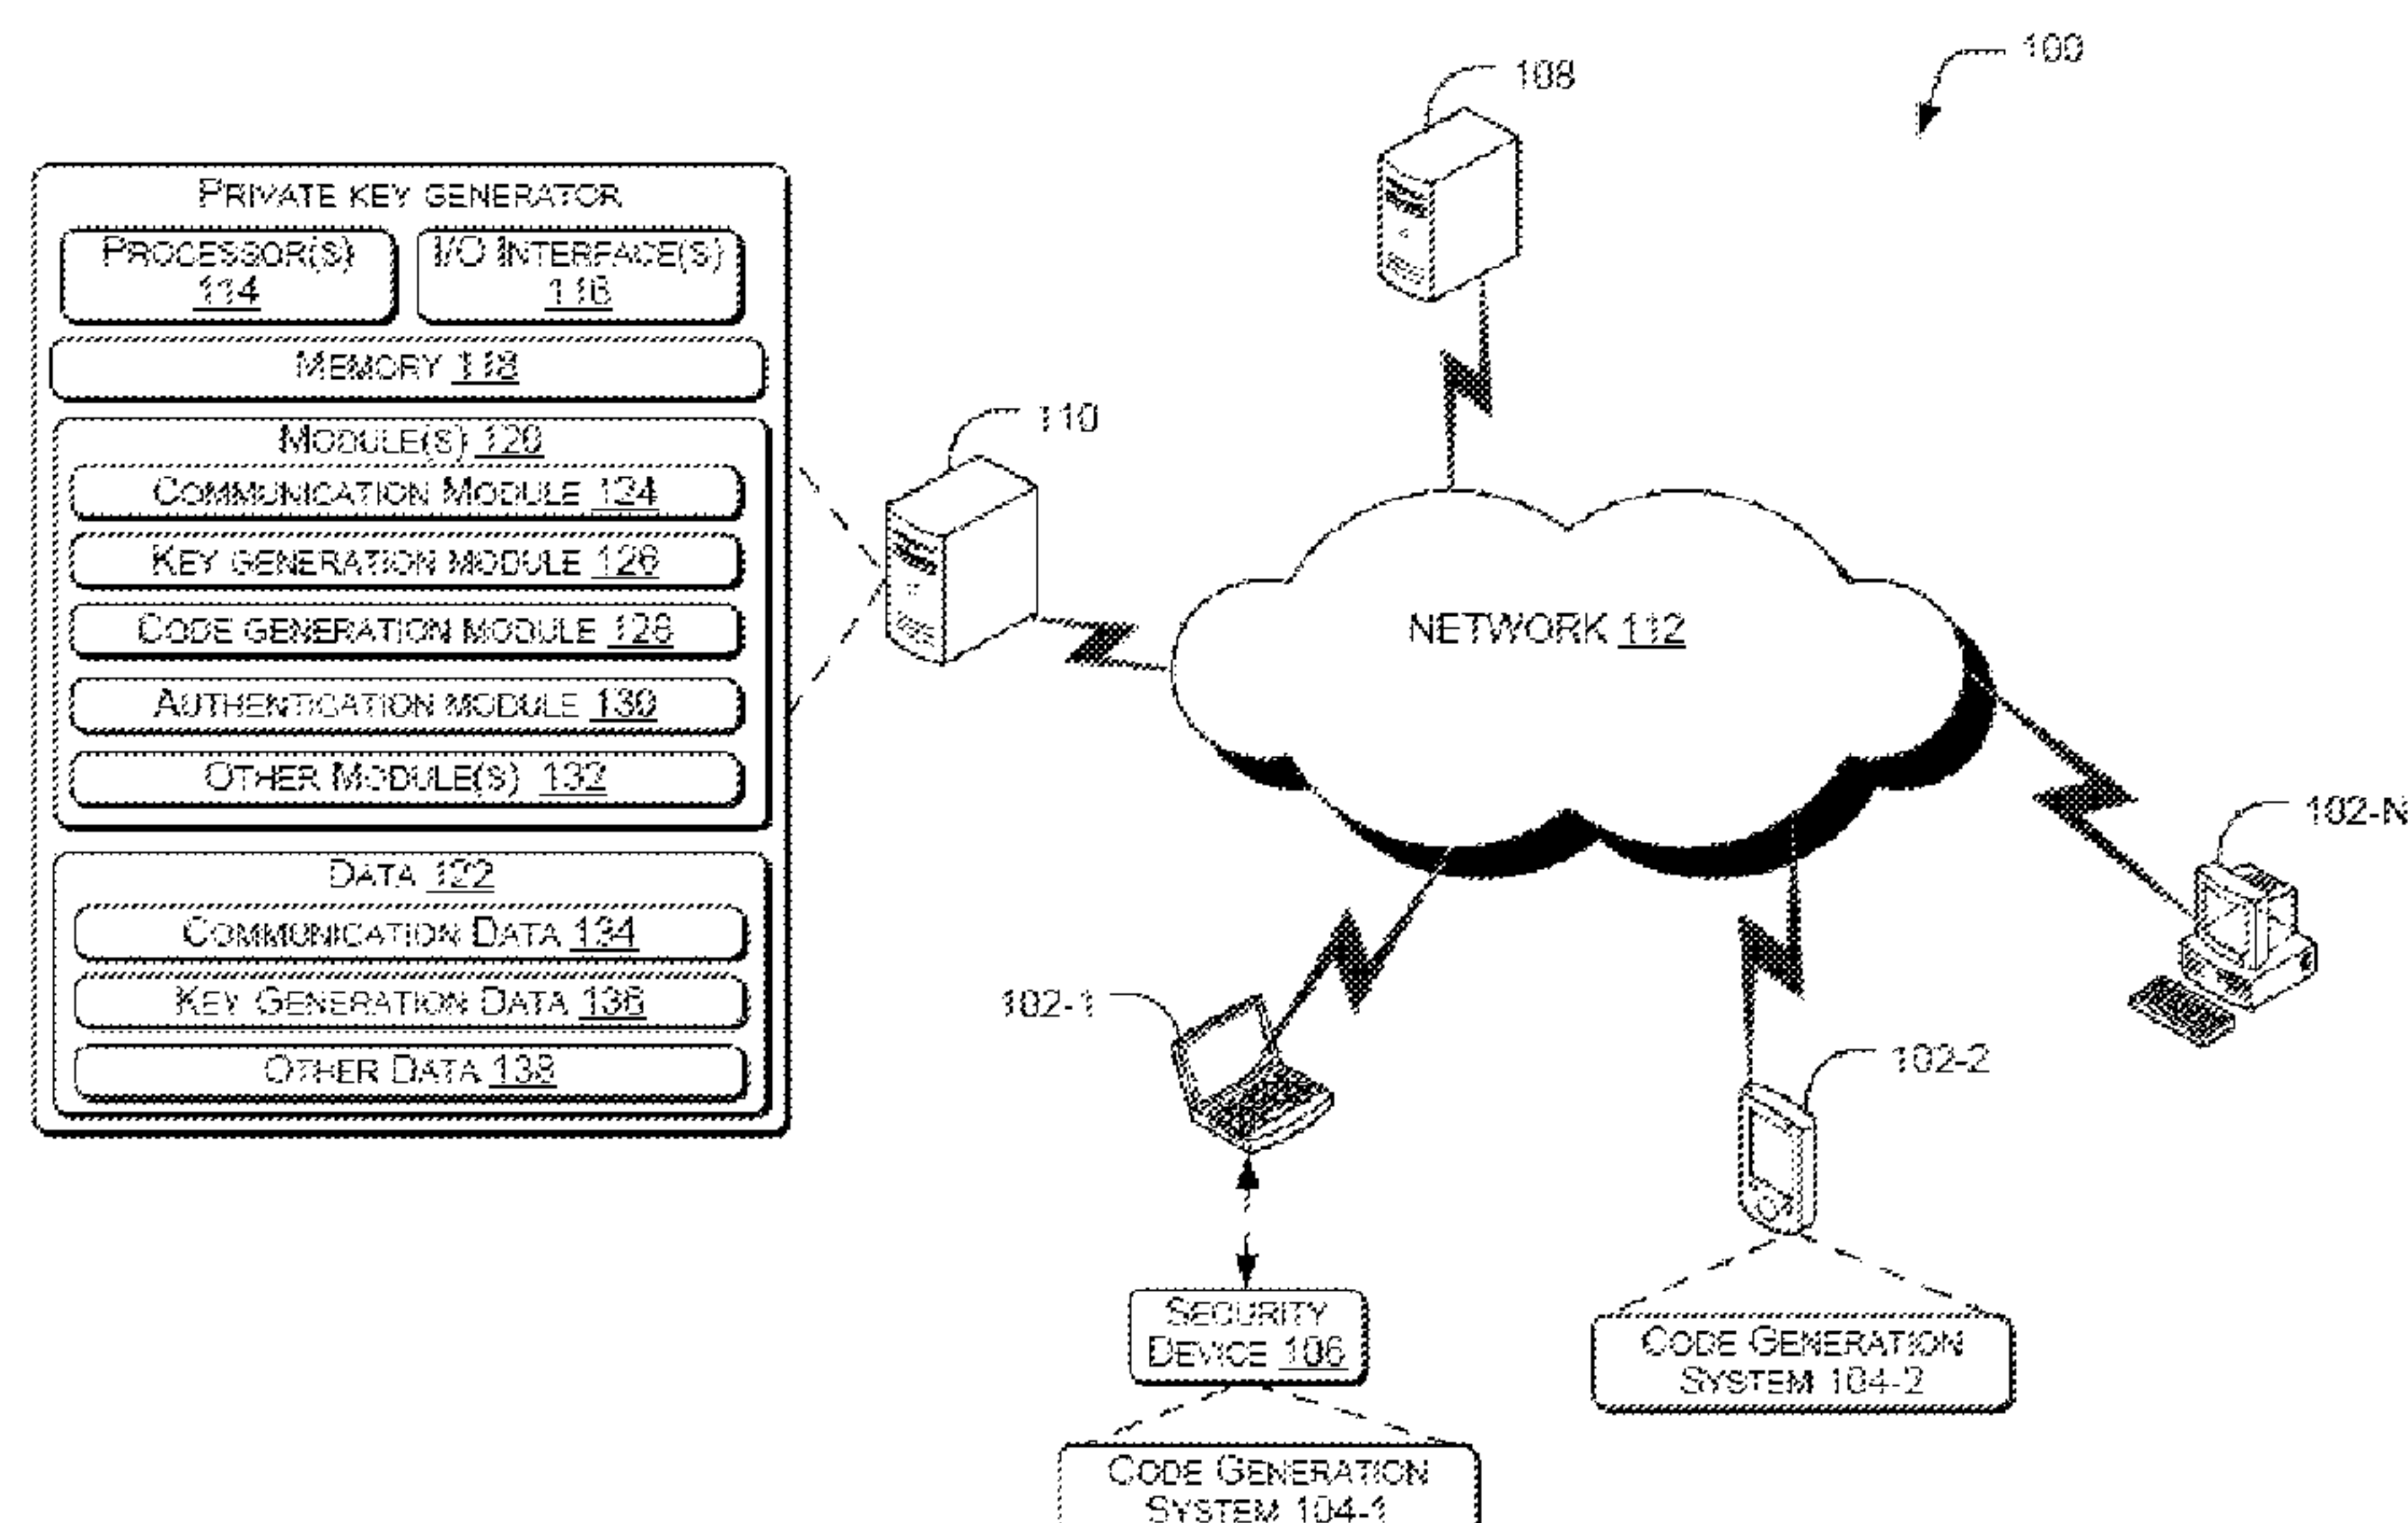 100
108
PRIVATE KEY GENERATOR
PROCESSOR(S)
114
I/O INTERFACE(S)
116
MEMORY 118
MODULE(S) 120
COMMUNICATION MODULE 124
KEY GENERATION MODULE 126
CODE GENERATION MODULE 128
AUTHENTICATION MODULE 130
OTHER MODULE(S) 132
DATA 122
COMMUNICATION DATA 134
KEY GENERATION DATA 136
OTHER DATA 138
110
NETWORK 112
102-N
102-1
102-2
SECURITY
DEVICE 106
CODE GENERATION
SYSTEM 104-2
CODE GENERATION
SYSTEM 104-1